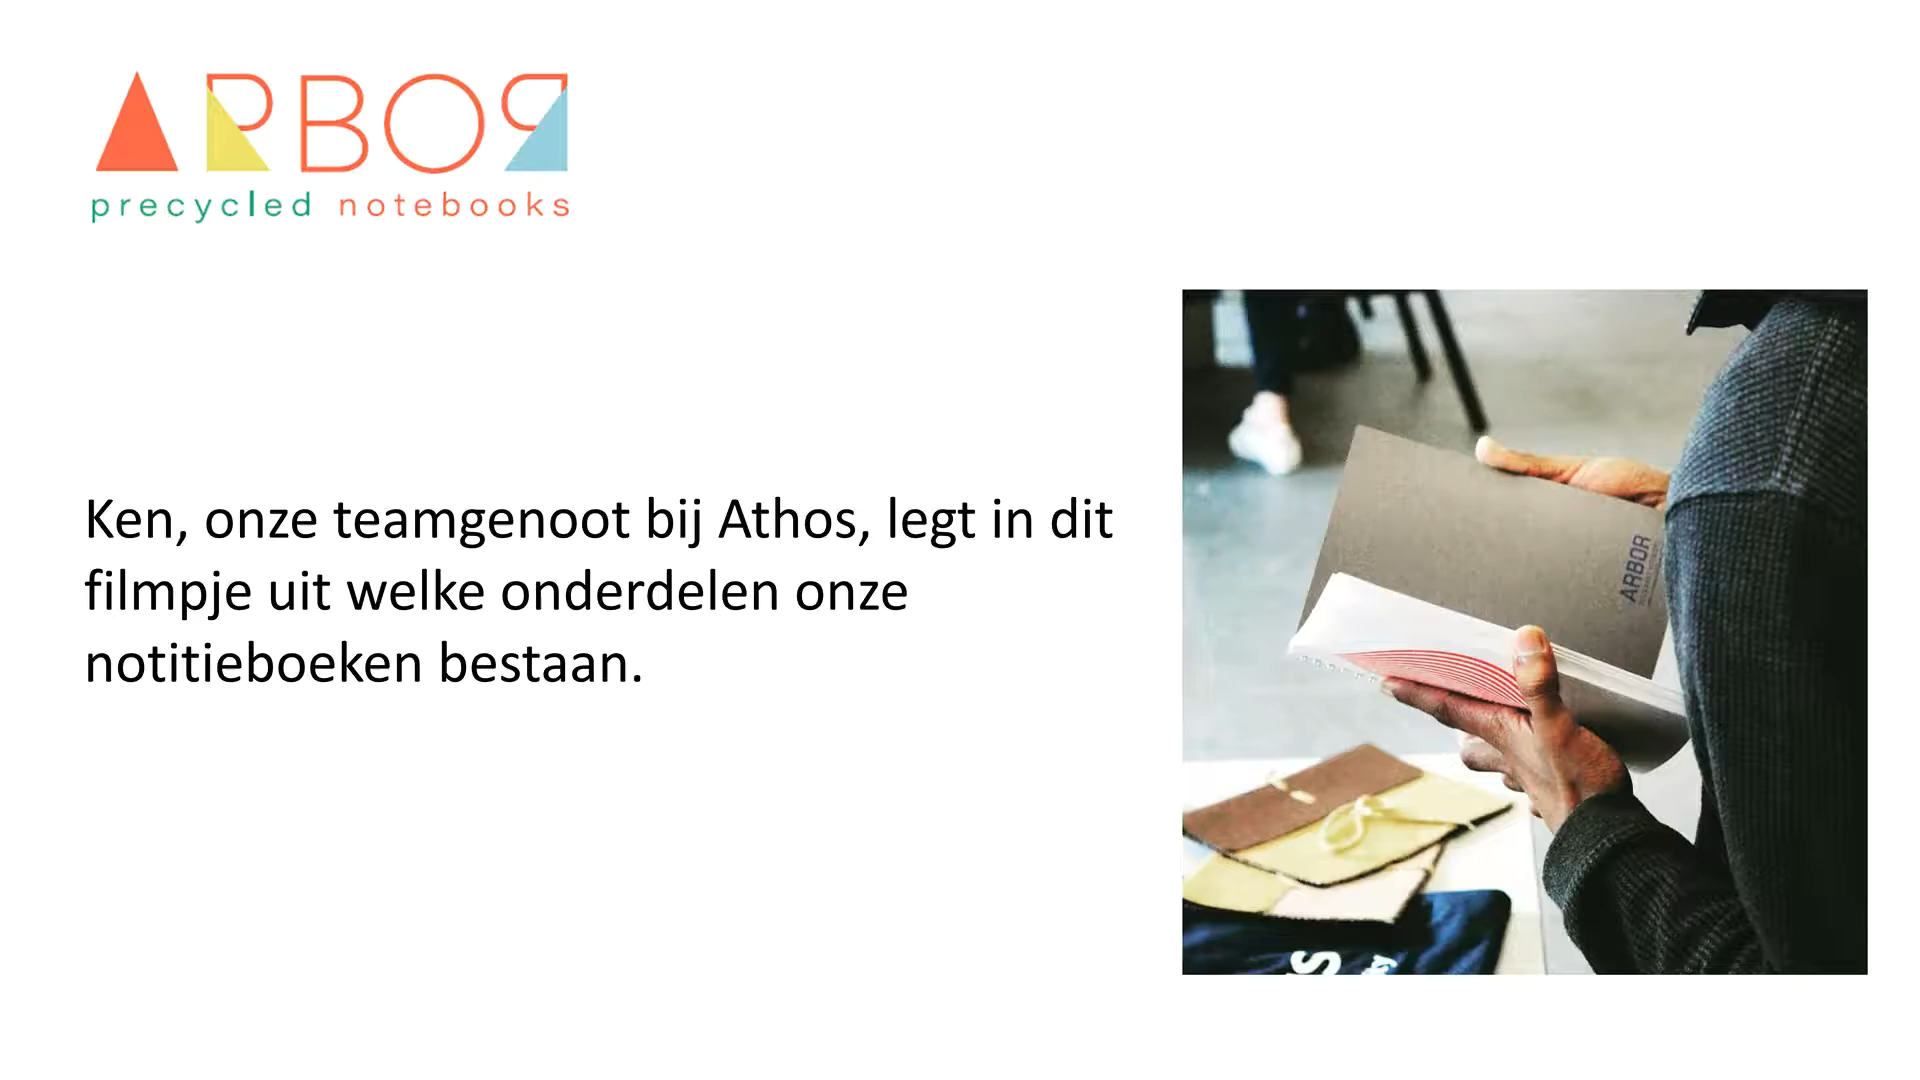 ARBOR
precycled notebooks
Ken, onze teamgenoot bij Athos, legt in dit
filmpje uit welke onderdelen onze
notitieboeken bestaan.
ARBOR